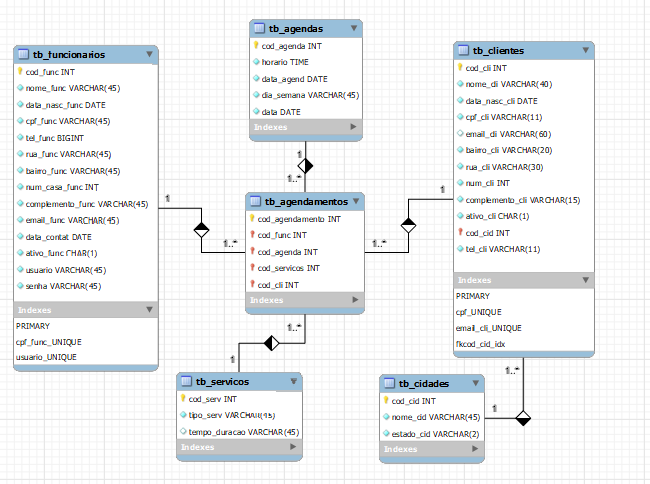 tb_agendas
cod_agenda INT
horario TIME
data_agend DATE
dia_semana VARCHAR(45)
data DATE
Indexes
tb_funcionarios
cod_func INT
nome_func VARCHAR(45)
data_nasc_func DATE
cpf_func VARCHAR(45)
tel_func BIGINT
rua_func VARCHAR(45)
bairro_func VARCHAR(45)
num_casa_func INT
complemento_func VARCHAR(45)
email_func VARCHAR(45)
data_contat DATE
ativo_func CHAR(1)
usuario VARCHAR(45)
senha VARCHAR(45)
Indexes
PRIMARY
cpf_func_UNIQUE
usuario_UNIQUE
tb_clientes
cod_cli INT
nome_cli VARCHAR(40)
data_nasc_cli DATE
cpf_cli VARCHAR(11)
email_cli VARCHAR(60)
bairro_cli VARCHAR(20)
rua_cli VARCHAR(30)
num_cli INT
complemento_cli VARCHAR(15)
ativo_cli CHAR(1)
cod_cid INT
tel_cli VARCHAR(11)
Indexes
PRIMARY
cpf_UNIQUE
email_cli_UNIQUE
fkcod_cid_idx
1..*
1
1
tb_agendamentos
cod_agendamento INT
cod_func INT
cod_agenda INT
cod_servicos INT
cod_cli INT
Indexes
1..*
1..*
1..*
1
tb_servicos
cod_serv INT
tipo_serv VARCHAR(45)
tempo_duracao VARCHAR(45)
Indexes
1..*
1
tb_cidades
cod_cid INT
nome_cid VARCHAR(45)
estado_cid VARCHAR(2)
Indexes